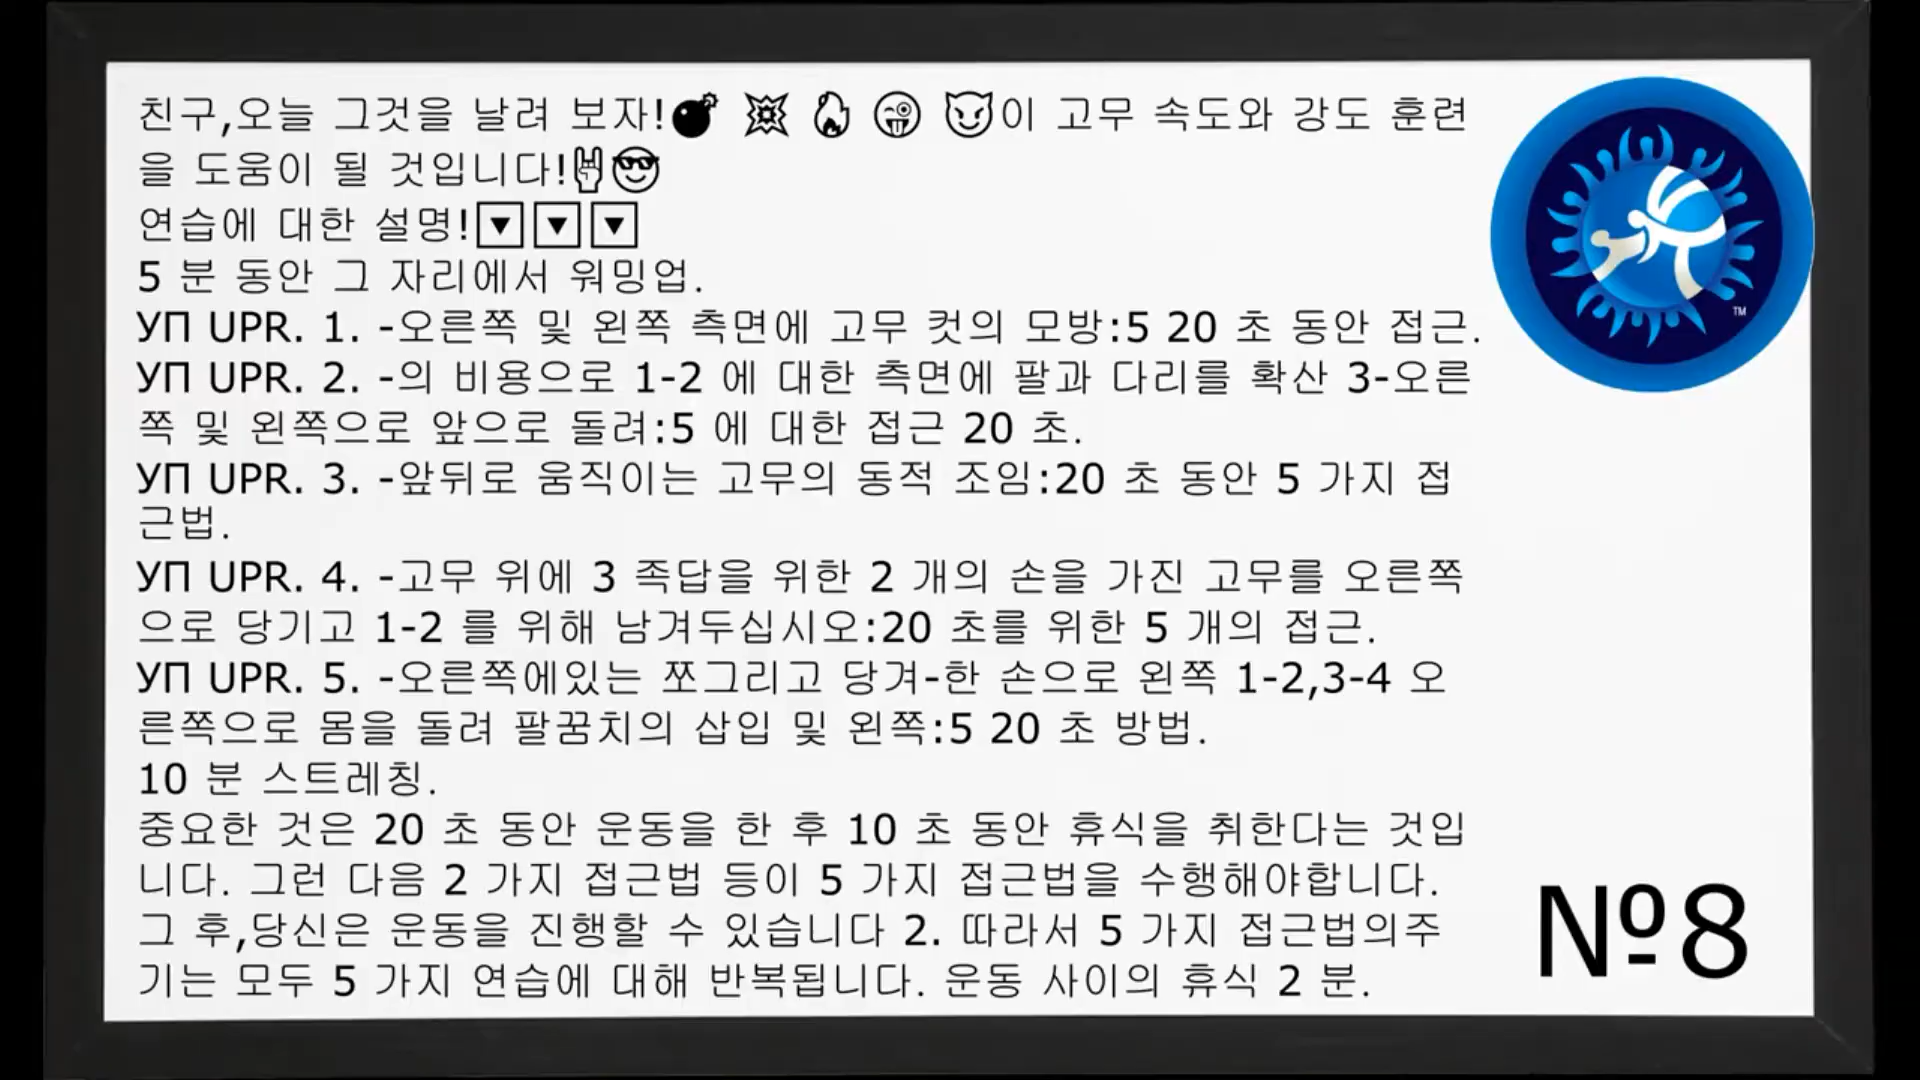 친구,오늘 그것을 날려 보자!💣 💥 🔥 🤪 😈이 고무 속도와 강도 훈련
을 도움이 될 것입니다!🤘😎
연습에 대한 설명!🔽🔽🔽
5 분 동안 그 자리에서 워밍업.
УП UPR. 1. -오른쪽 및 왼쪽 측면에 고무 컷의 모방:5 20 초 동안 접근.
УП UPR. 2. -의 비용으로 1-2 에 대한 측면에 팔과 다리를 확산 3-오른
쪽 및 왼쪽으로 앞으로 돌려:5 에 대한 접근 20 초.
УП UPR. 3. -앞뒤로 움직이는 고무의 동적 조임:20 초 동안 5 가지 접
근법.
УП UPR. 4. -고무 위에 3 족답을 위한 2 개의 손을 가진 고무를 오른쪽
으로 당기고 1-2 를 위해 남겨두십시오:20 초를 위한 5 개의 접근.
УП UPR. 5. -오른쪽에있는 쪼그리고 당겨-한 손으로 왼쪽 1-2,3-4 오
른쪽으로 몸을 돌려 팔꿈치의 삽입 및 왼쪽:5 20 초 방법.
10 분 스트레칭.
중요한 것은 20 초 동안 운동을 한 후 10 초 동안 휴식을 취한다는 것입
니다. 그런 다음 2 가지 접근법 등이 5 가지 접근법을 수행해야합니다.
그 후,당신은 운동을 진행할 수 있습니다 2. 따라서 5 가지 접근법의주
기는 모두 5 가지 연습에 대해 반복됩니다. 운동 사이의 휴식 2 분.
TM
№8